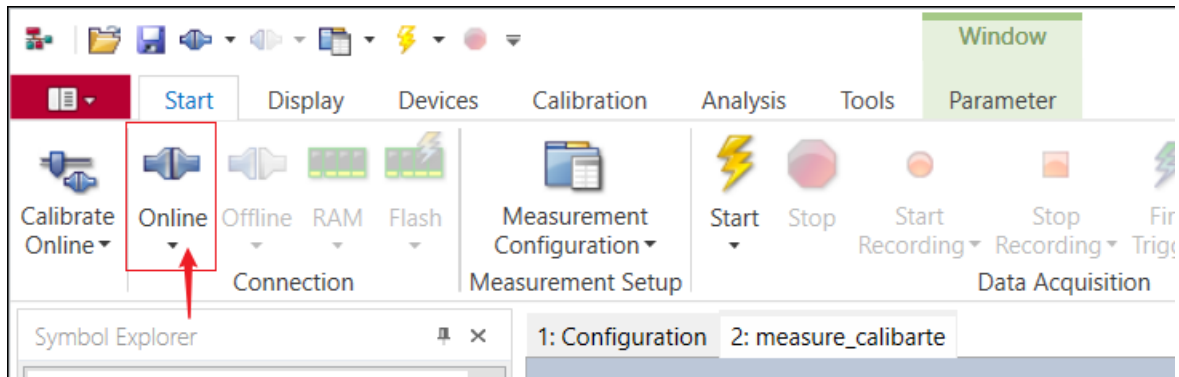 Window
Start Display Devices Calibration Analysis Tools Parameter
Calibrate Online Offline RAM Flash Measurement Start Stop Start Stop
Online Configuration Recording Recording
Connection Measurement Setup Data Acquisition
Symbol Explorer 1: Configuration 2: measure_calibarte